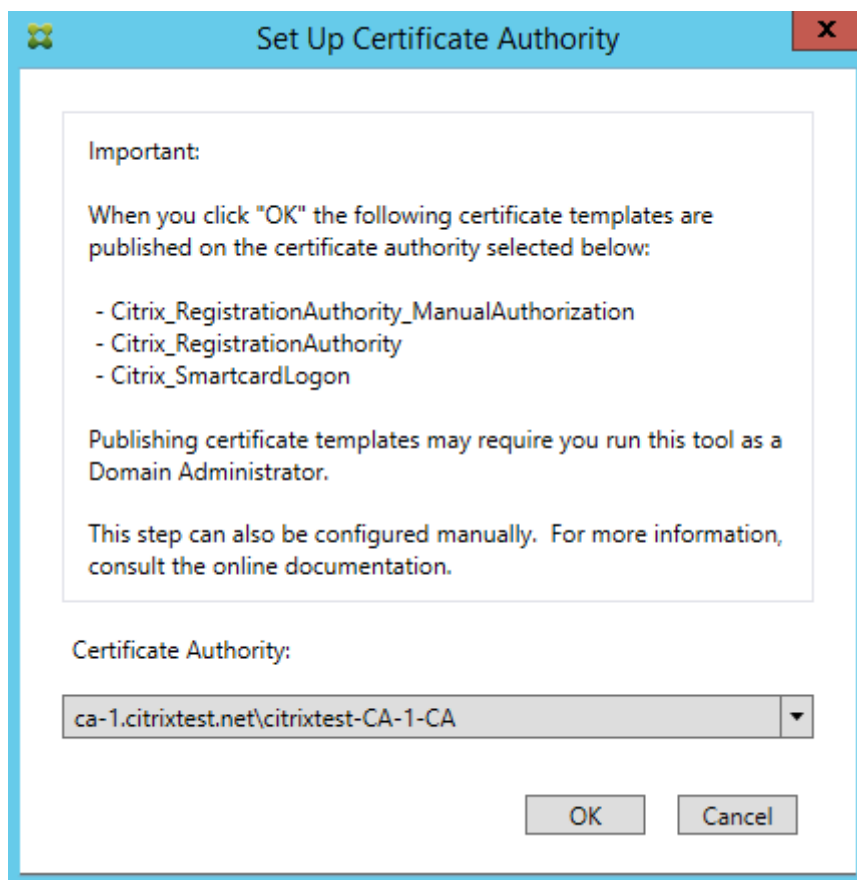 Set Up Certificate Authority
x
Important:
When you click "OK" the following certificate templates are
published on the certificate authority selected below:
- Citrix_RegistrationAuthority_ManualAuthorization
- Citrix_RegistrationAuthority
- Citrix_SmartcardLogon
Publishing certificate templates may require you run this tool as a
Domain Administrator.
This step can also be configured manually.  For more information,
consult the online documentation.
Certificate Authority:
ca-1.citrixtest.net\citrixtest-CA-1-CA
OK
Cancel